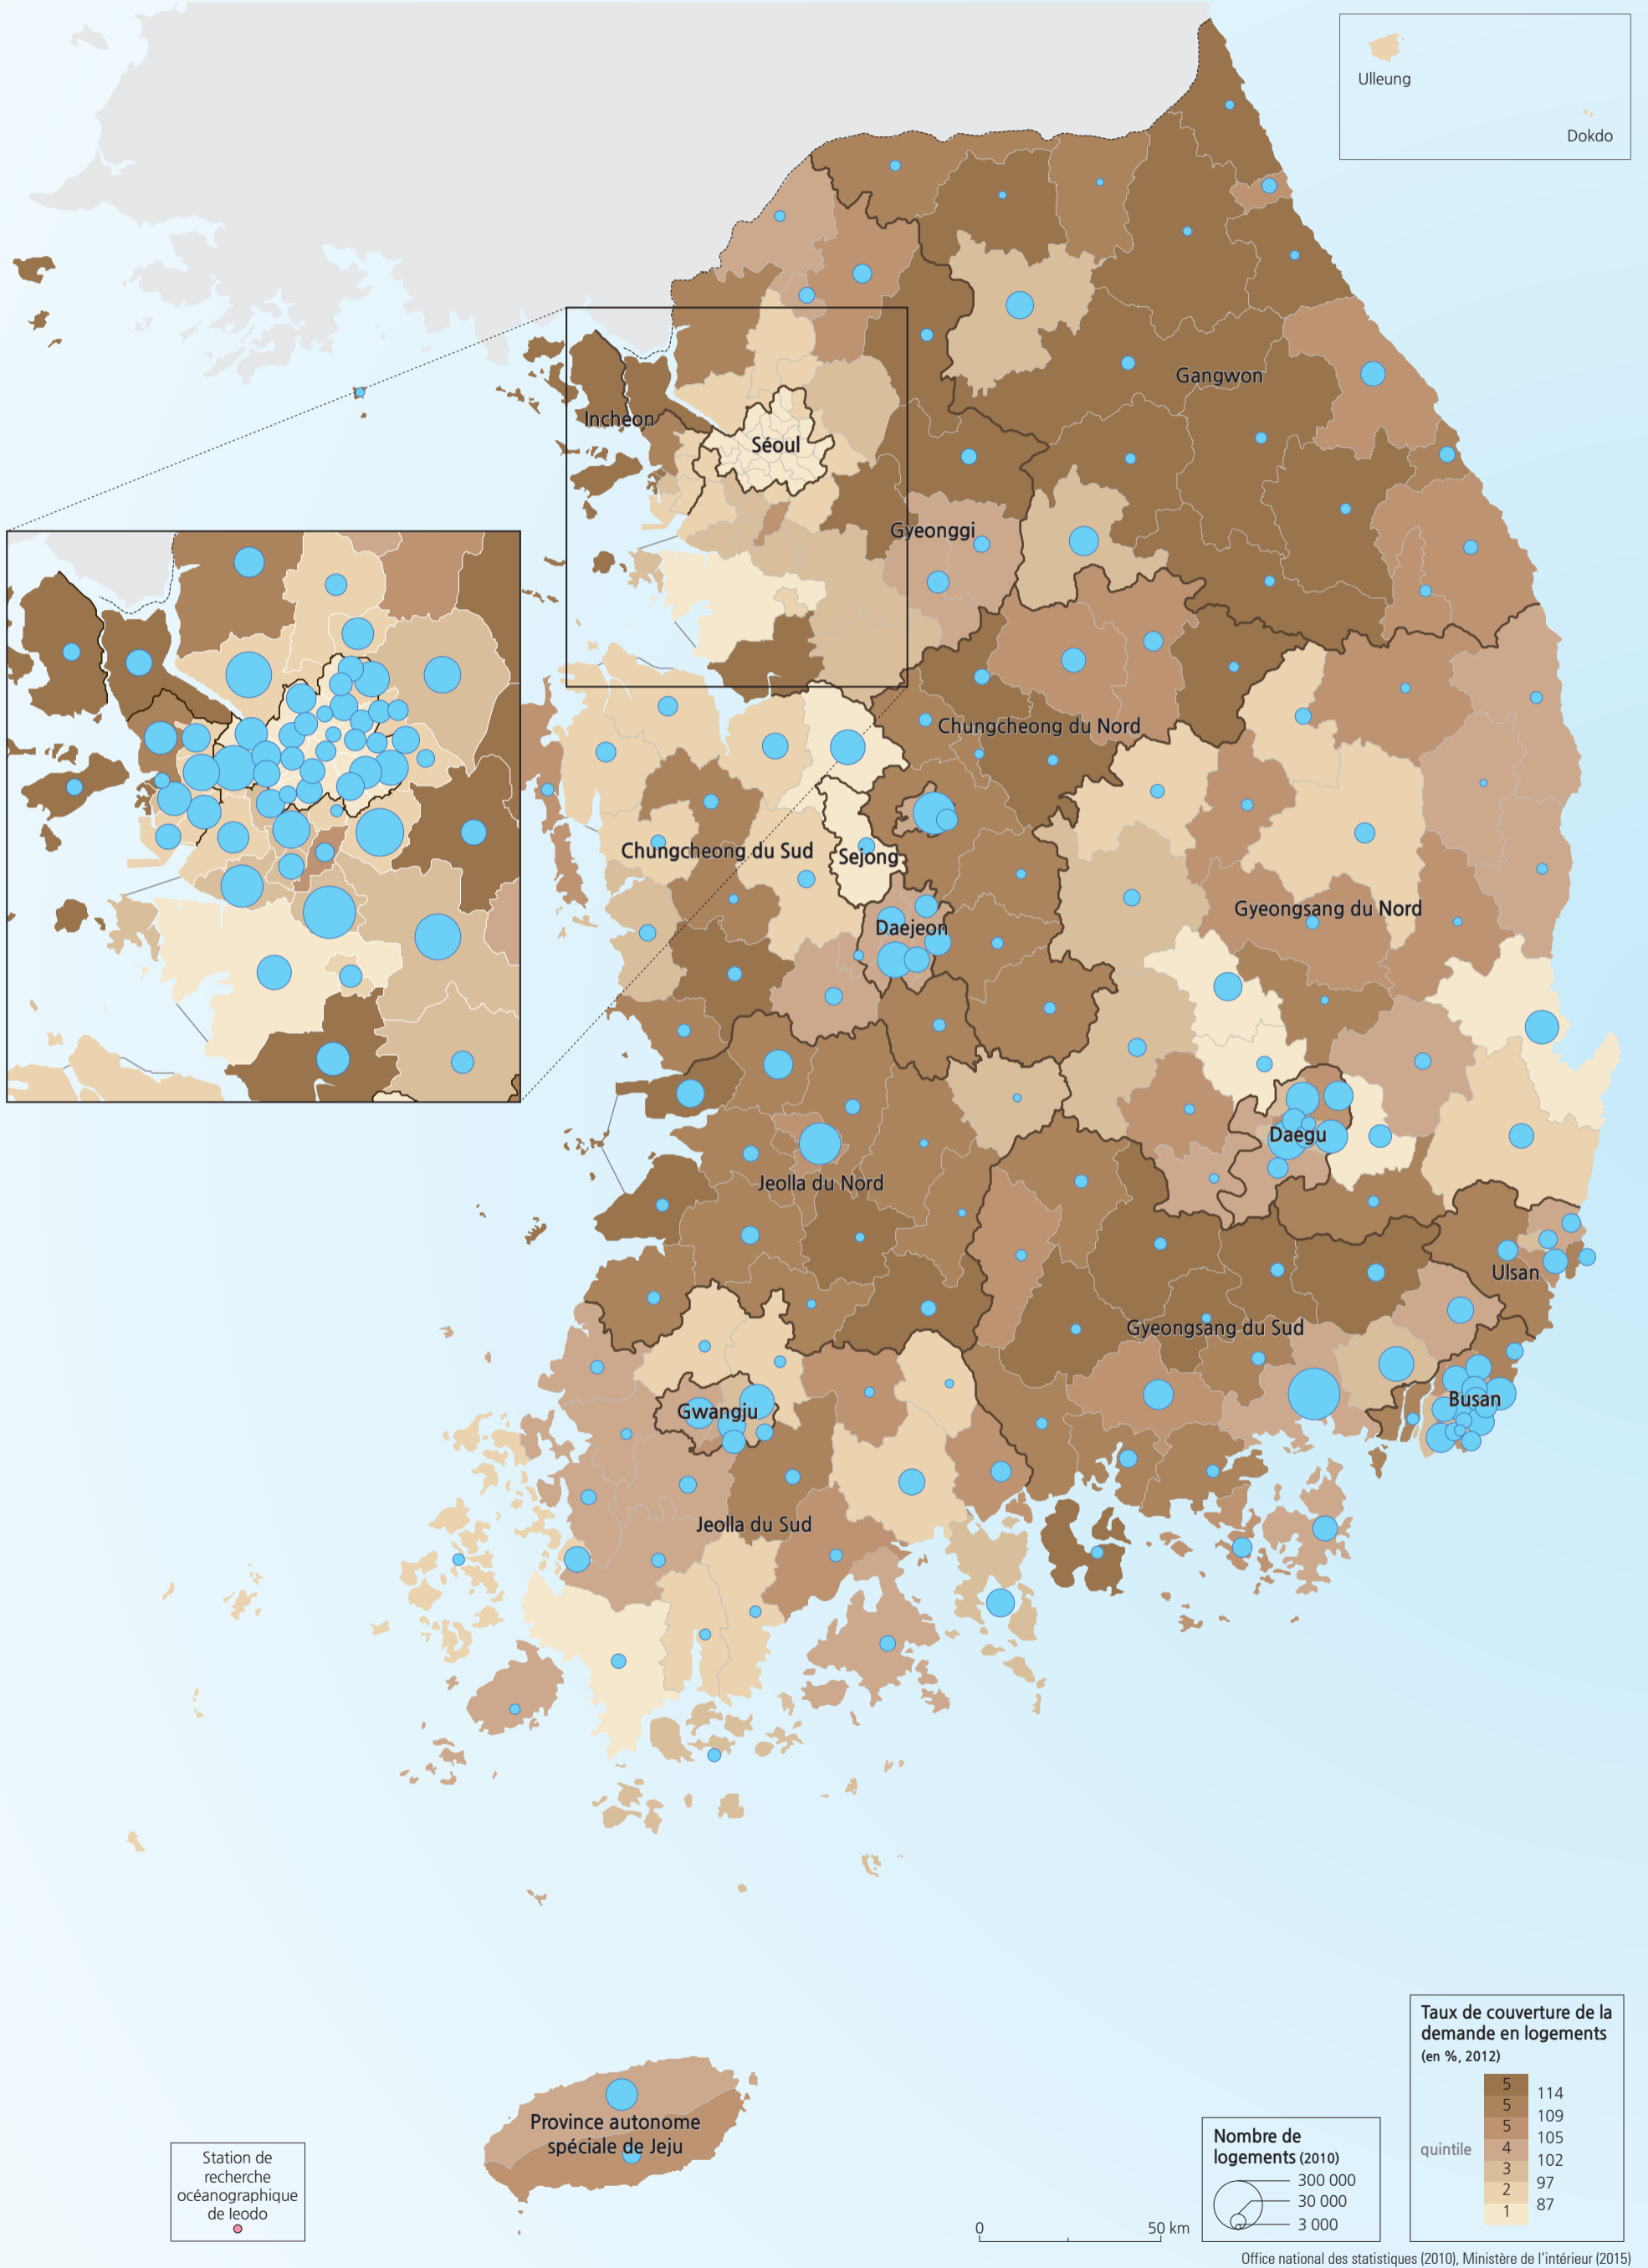 Ulleung
Dokdo
Gangwon
Incheon
Séoul
Gyeonggi
Chungcheong du Nord
Chungcheong du Sud
Sejong
Gyeongsang du Nord
Daejeon
Daegu
Jeolla du Nord
Ulsan
Gyeongsang du Sud
Busan
Gwangju
Jeolla du Sud
Province autonome
spéciale de Jeju
Station de
recherche
océanographique
de Ieodo
0
50 km
Nombre de
logements (2010)
300 000
30 000
3 000
Taux de couverture de la
demande en logements
(en %, 2012)
quintile
5
114
5
109
5
105
4
102
3
97
2
87
1
Office national des statistiques (2010), Ministère de l'intérieur (2015)